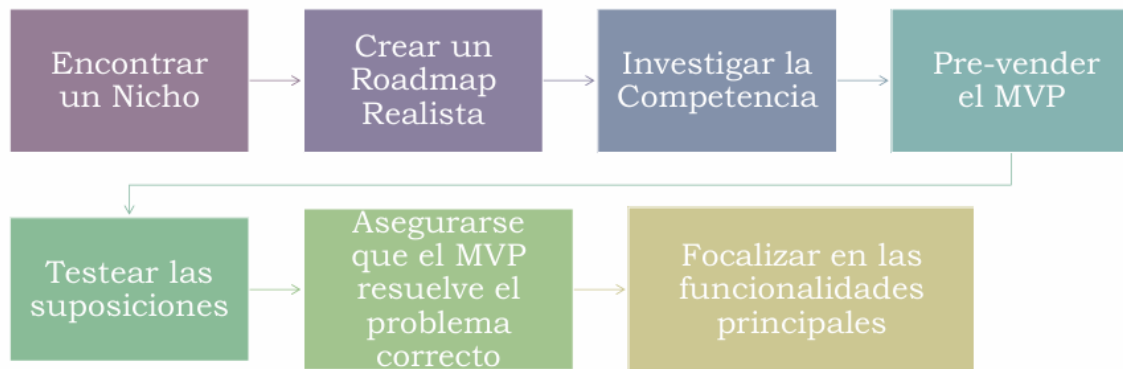 Encontrar
un Nicho
Crear un
Roadmap
Realista
Investigar la
Competencia
Pre-vender
el MVP
Testear las
suposiciones
Asegurarse
que el MVP
resuelve el
problema
correcto
Focalizar en las
funcionalidades
principales